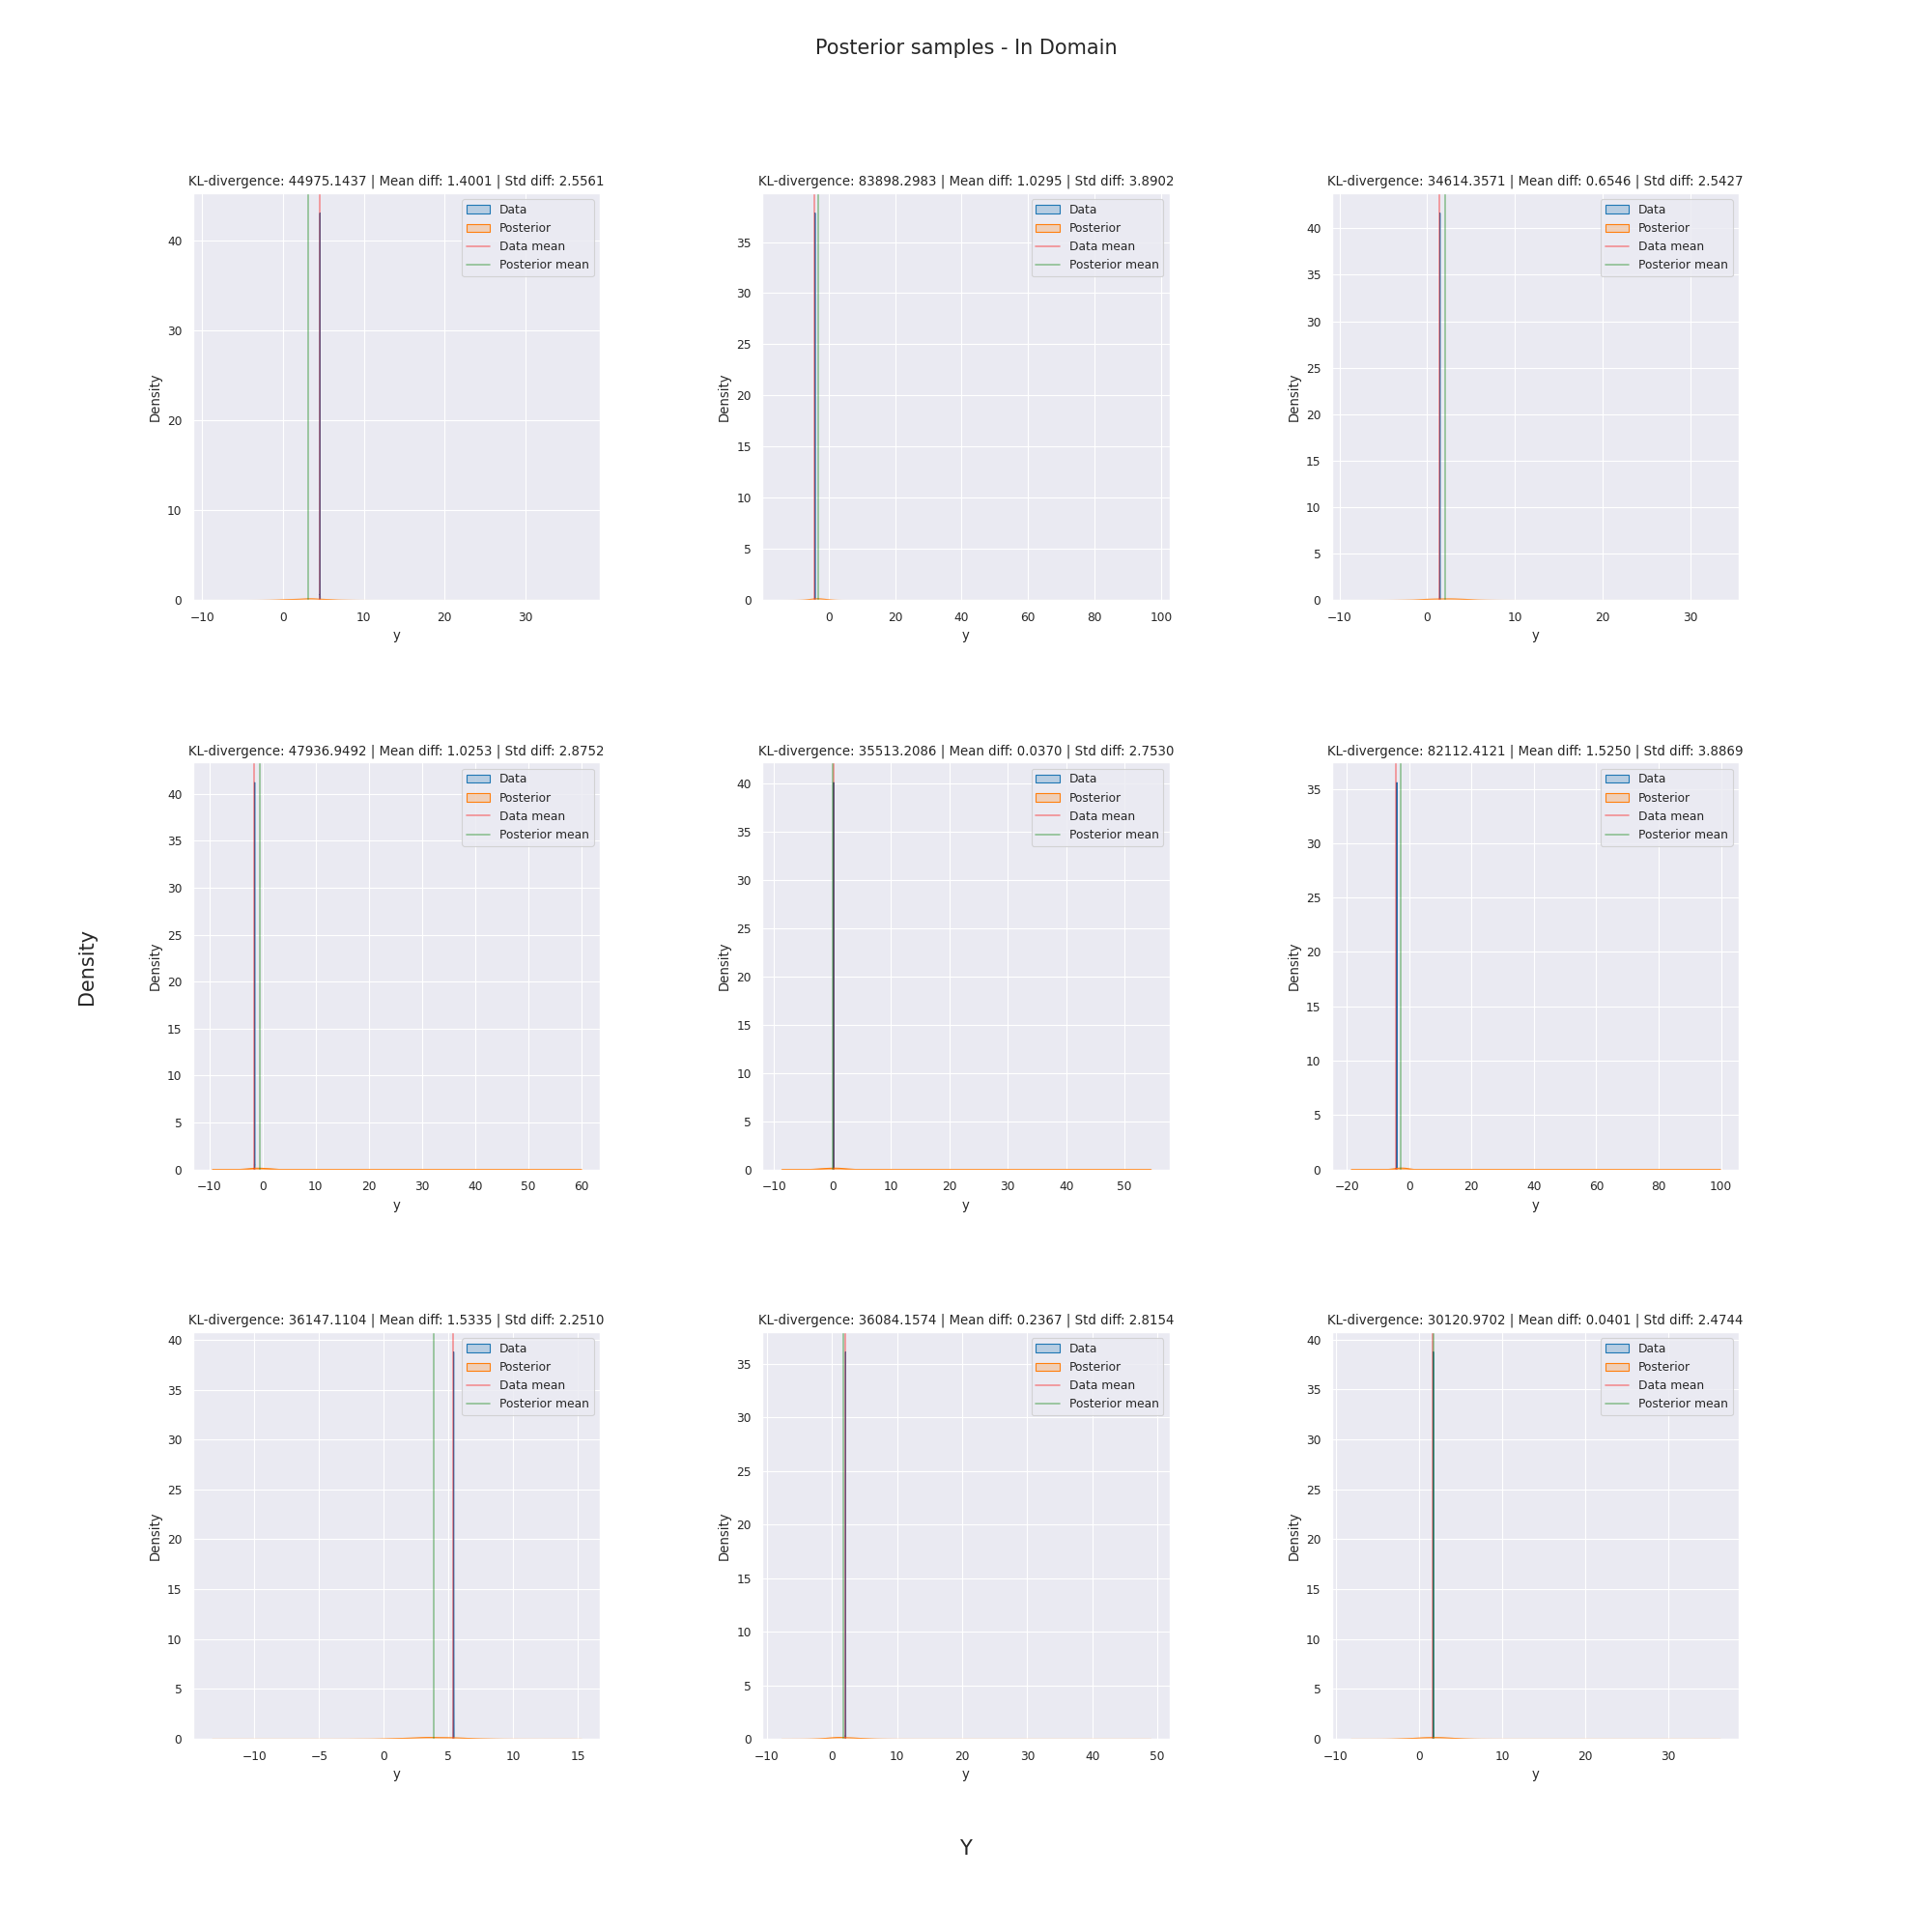 Posterior samples - In Domain
KL-divergence: 44975.1437 | Mean diff: 1.4001 | Std diff: 2.5561
Data
Posterior
Data mean
Posterior mean
40
30
20
10
0
Density
−10 0 10 20 30
y
KL-divergence: 83898.2983 | Mean diff: 1.0295 | Std diff: 3.8902
Data
Posterior
Data mean
Posterior mean
35
30
25
20
15
10
5
0
Density
0 20 40 60 80 100
y
KL-divergence: 34614.3571 | Mean diff: 0.6546 | Std diff: 2.5427
Data
Posterior
Data mean
Posterior mean
40
35
30
25
20
15
10
5
0
Density
−10 0 10 20 30
y
KL-divergence: 47936.9492 | Mean diff: 1.0253 | Std diff: 2.8752
Data
Posterior
Data mean
Posterior mean
40
35
30
25
20
15
10
5
0
Density
−10 0 10 20 30 40 50 60
y
KL-divergence: 35513.2086 | Mean diff: 0.0370 | Std diff: 2.7530
Data
Posterior
Data mean
Posterior mean
40
35
30
25
20
15
10
5
0
Density
−10 0 10 20 30 40 50
y
KL-divergence: 82112.4121 | Mean diff: 1.5250 | Std diff: 3.8869
Data
Posterior
Data mean
Posterior mean
35
30
25
20
15
10
5
0
Density
−20 0 20 40 60 80 100
y
Density
KL-divergence: 36147.1104 | Mean diff: 1.5335 | Std diff: 2.2510
Data
Posterior
Data mean
Posterior mean
40
35
30
25
20
15
10
5
0
Density
−10 −5 0 5 10 15
y
KL-divergence: 36084.1574 | Mean diff: 0.2367 | Std diff: 2.8154
Data
Posterior
Data mean
Posterior mean
35
30
25
20
15
10
5
0
Density
−10 0 10 20 30 40 50
y
KL-divergence: 30120.9702 | Mean diff: 0.0401 | Std diff: 2.4744
Data
Posterior
Data mean
Posterior mean
40
35
30
25
20
15
10
5
0
Density
−10 0 10 20 30
y
Y